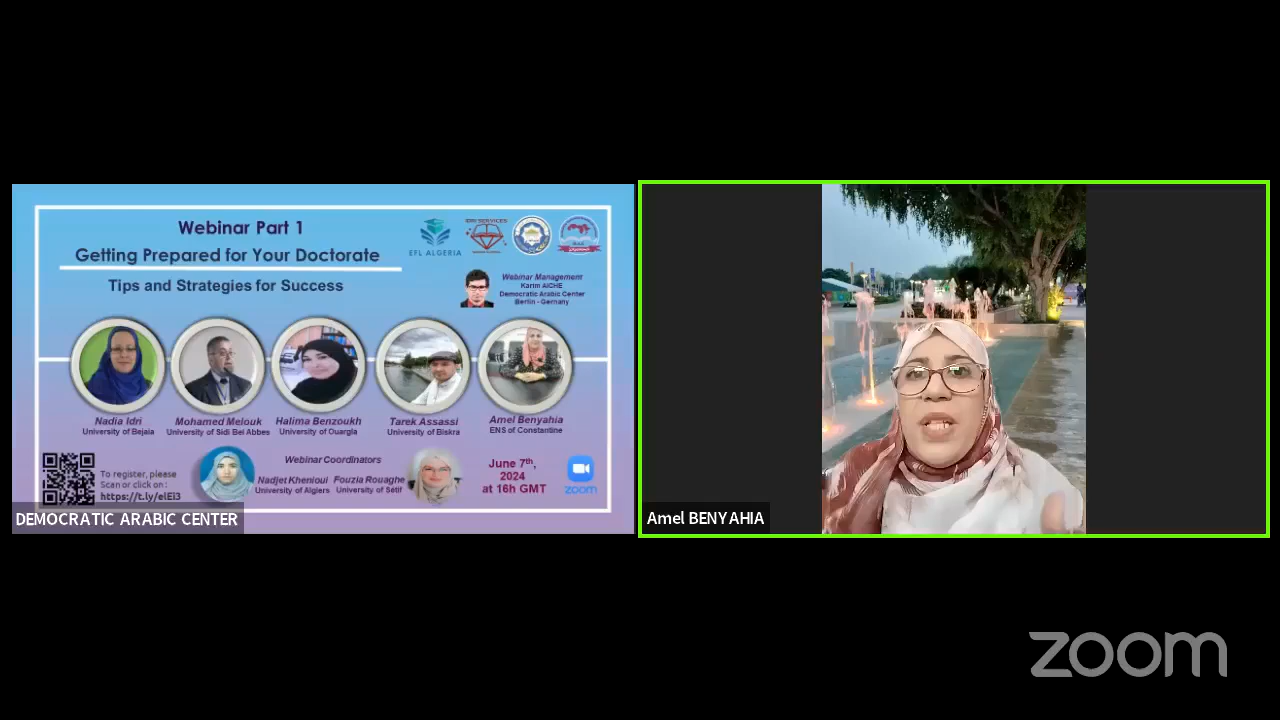 Webinar Part 1
Getting Prepared for Your Doctorate
Tips and Strategies for Success
EFL ALGERIA
Webinar Management
Karim AICHE
Democratic Arabic Center
Berlin - Gernany
Nadia Idri
University of Bejaia
Mohamed Melouk
University of Sidi Bel Abbes
Halima Benzoukh
University of Ouargla
Tarek Assassi
University of Biskra
Amel Benyahia
ENS of Constantine
To register, please
Scan or click on :
https://t.ly/elEi3
Webinar Coordinators
Nadjet Khenioui
University of Algiers
Fouzia Rouaghe
University of Setif
June 7th,
2024
at 16h GMT
zoom
DEMOCRATIC ARABIC CENTER
Amel BENYAHIA
zoom